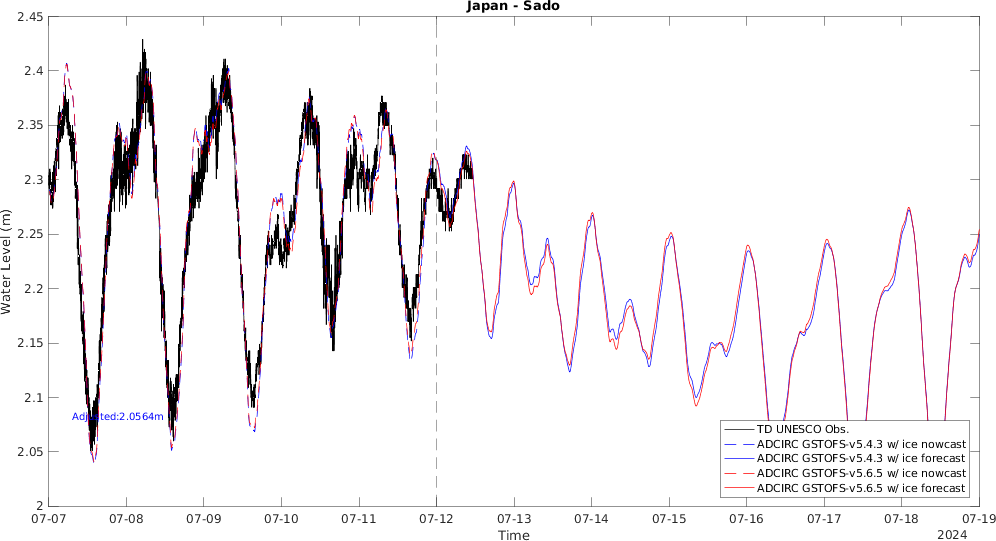 Japan - Sado
2.45
2.4
2.35
2.3
2.25
2.2
2.15
2.1
2.05
2
Water Level (m)
Adjusted:2.0564m
TD UNESCO Obs.
ADCIRC GSTOFS-v5.4.3 w/ ice nowcast
ADCIRC GSTOFS-v5.4.3 w/ ice forecast
ADCIRC GSTOFS-v5.6.5 w/ ice nowcast
ADCIRC GSTOFS-v5.6.5 w/ ice forecast
07-07 07-08 07-09 07-10 07-11 07-12 07-13 07-14 07-15 07-16 07-17 07-18 07-19
Time
2024